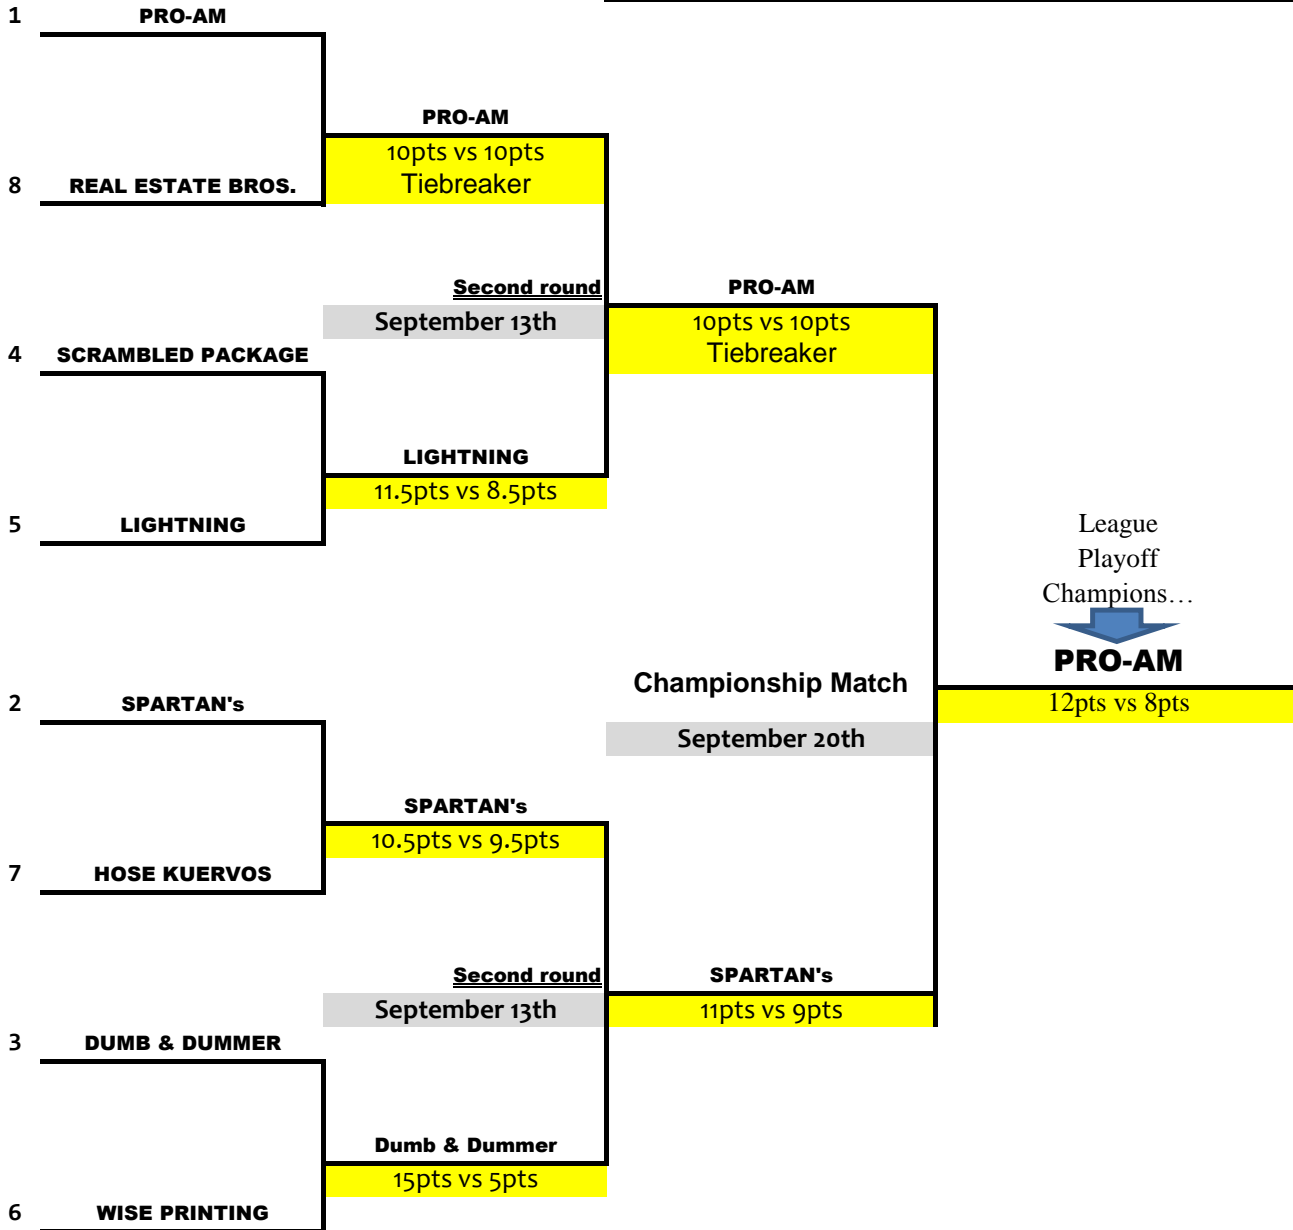 1 PRO-AM
PRO-AM
10pts vs 10pts
8 REAL ESTATE BROS. Tiebreaker
Second round PRO-AM
September 13th 10pts vs 10pts
4 SCRAMBLED PACKAGE Tiebreaker
LIGHTNING
11.5pts vs 8.5pts
5 LIGHTNING League
Playoff
Champions…
PRO-AM
Championship Match
2 SPARTAN's 12pts vs 8pts
September 20th
SPARTAN's
10.5pts vs 9.5pts
7 HOSE KUERVOS
Second round SPARTAN's
September 13th 11pts vs 9pts
3 DUMB & DUMMER
Dumb & Dummer
15pts vs 5pts
6 WISE PRINTING